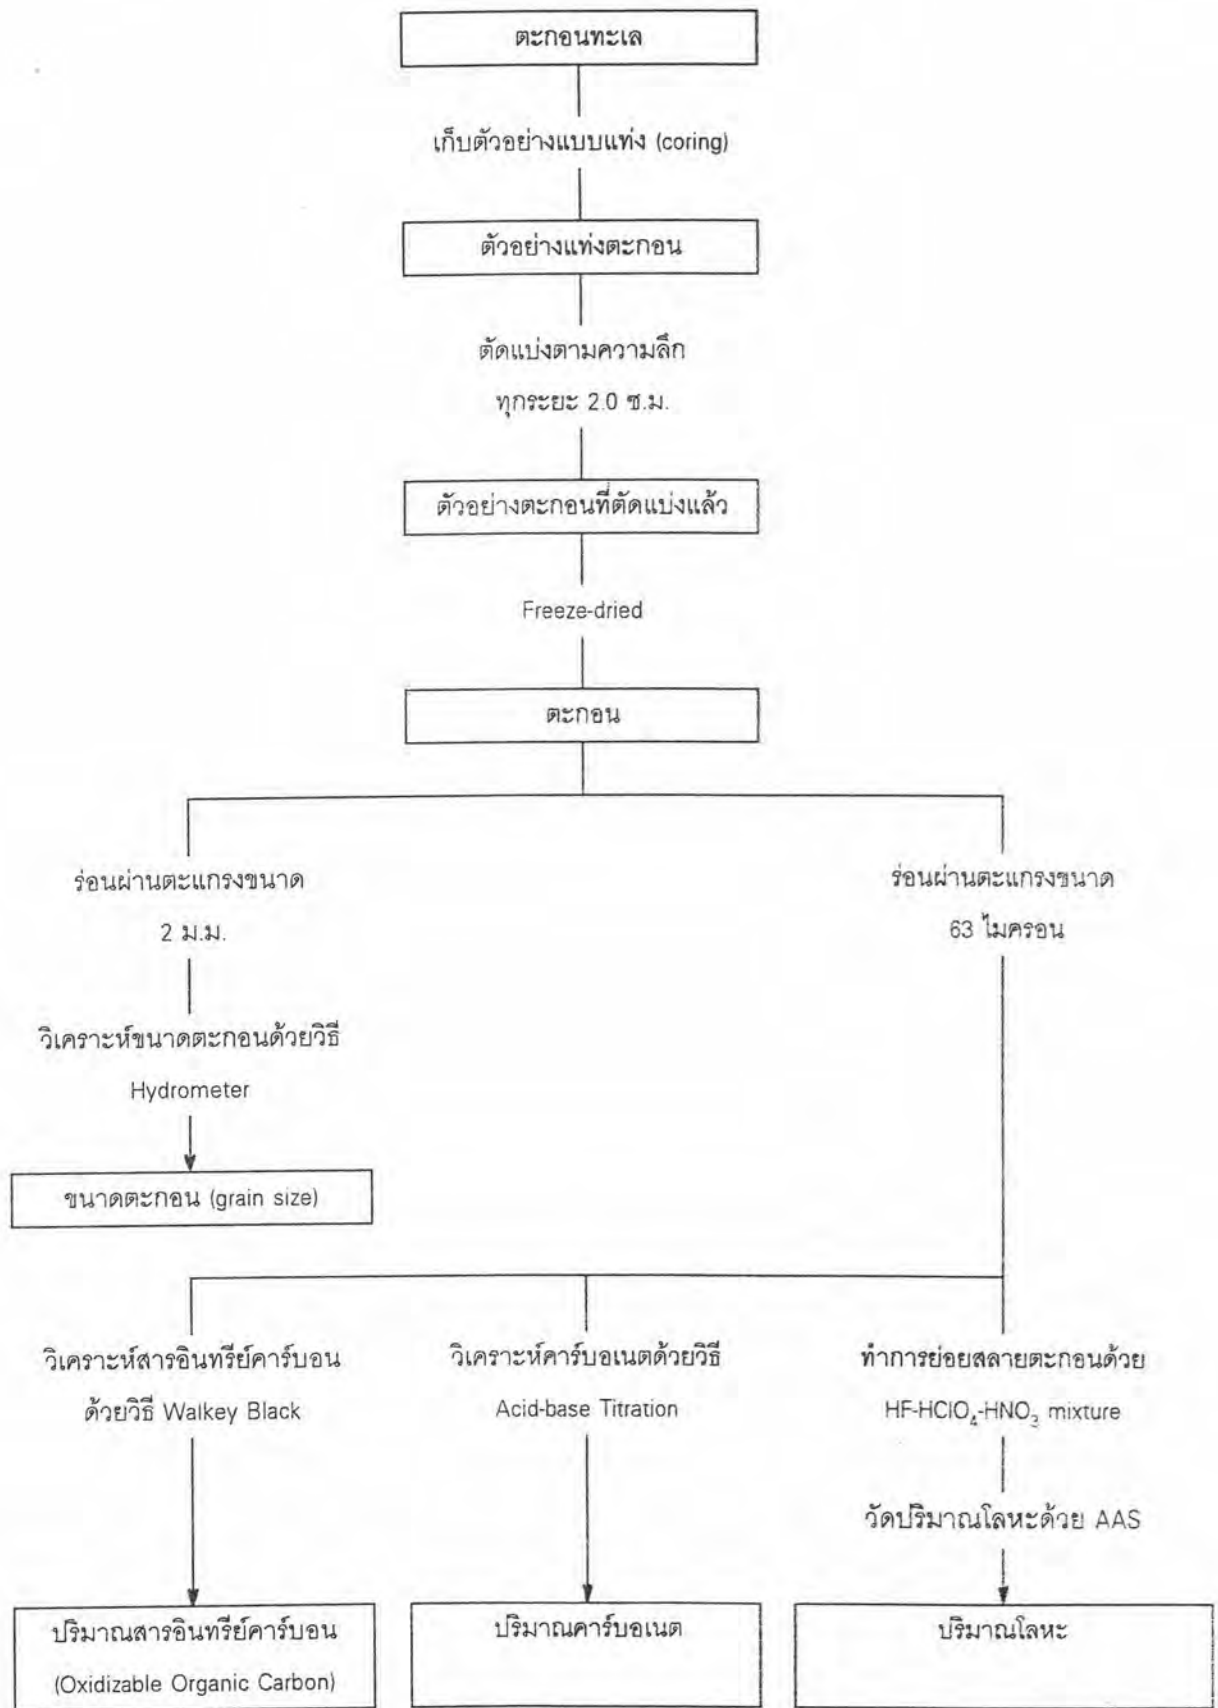 ตะกอนทะเล
เก็บตัวอย่างแบบแท่ง (coring)
ตัวอย่างแท่งตะกอน
ตัดแบ่งตามความลึก
ทุกระยะ 2.0 ซ.ม.
ตัวอย่างตะกอนที่ตัดแบ่งแล้ว
Freeze-dried
ตะกอน
ร่อนผ่านตะแกรงขนาด
2 ม.ม.
ร่อนผ่านตะแกรงขนาด
63 ไมครอน
วิเคราะห์ขนาดตะกอนด้วยวิธี
Hydrometer
ขนาดตะกอน (grain size)
วิเคราะห์สารอินทรีย์คาร์บอน
ด้วยวิธี Walkey Black
วิเคราะห์คาร์บอเนตด้วยวิธี
Acid-base Titration
ทำการย่อยสลายตะกอนด้วย
HF-HClO₄-HNO₃ mixture
วัดปริมาณโลหะด้วย AAS
ปริมาณสารอินทรีย์คาร์บอน
(Oxidizable Organic Carbon)
ปริมาณคาร์บอเนต
ปริมาณโลหะ